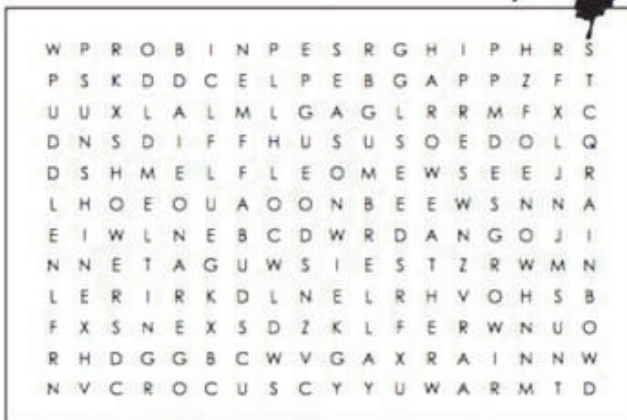 W P R O B I N P E S R G H I P H R S
P S K D D C E L P E B G A P P Z F T
U U X L A L M L G A G L R R M F X C
D N S D I F F H U S U S O E D O L Q
D S H M E L F L E O M E W S E E J R
L H O E O U A O O N B E E W S N N A
E I W L N E B C D W R D A N G O J I
N N E T A G U W S I E S T Z R W M N
L E R I R K D L N E L R H V O H S B
F X S N E X S D Z K L F E R W N U O
R H D G G B C W V G A X R A I N N W
N V C R O C U S C Y Y U W A R M T D